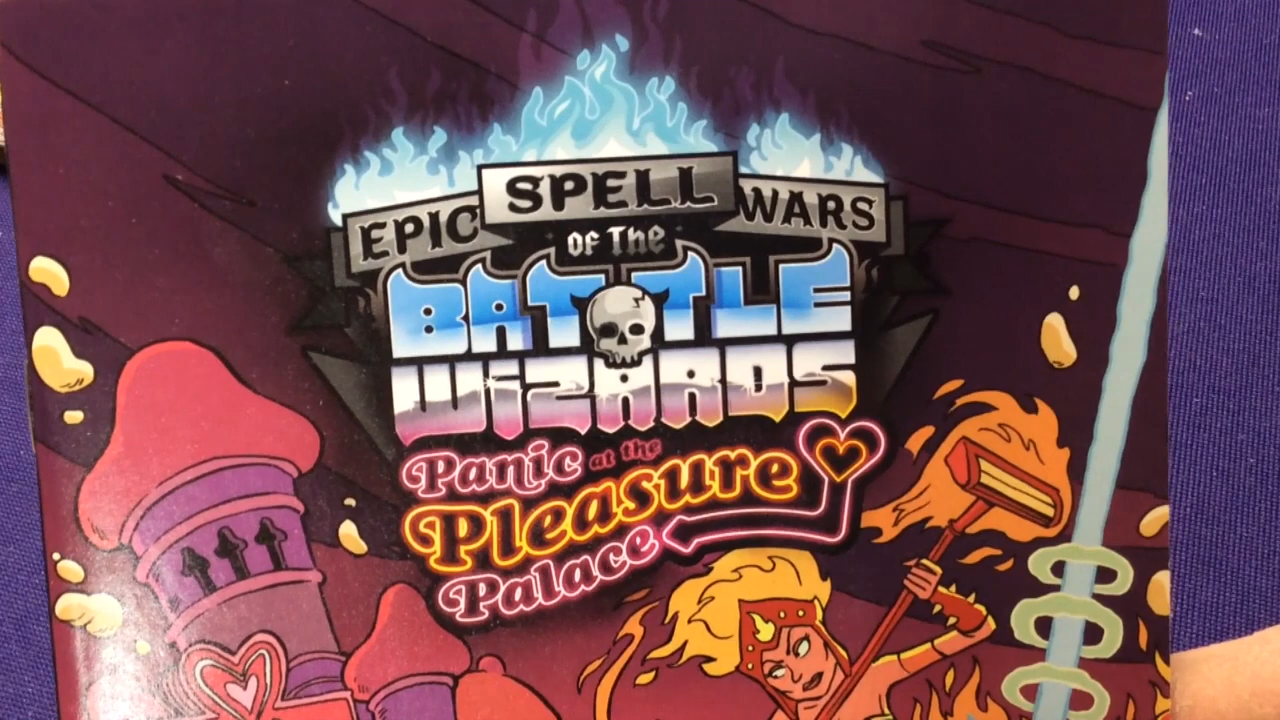 EPIC SPELL WARS
OF THE
BATTLE
WIZARDS
Panic at the
Pleasure
Palace